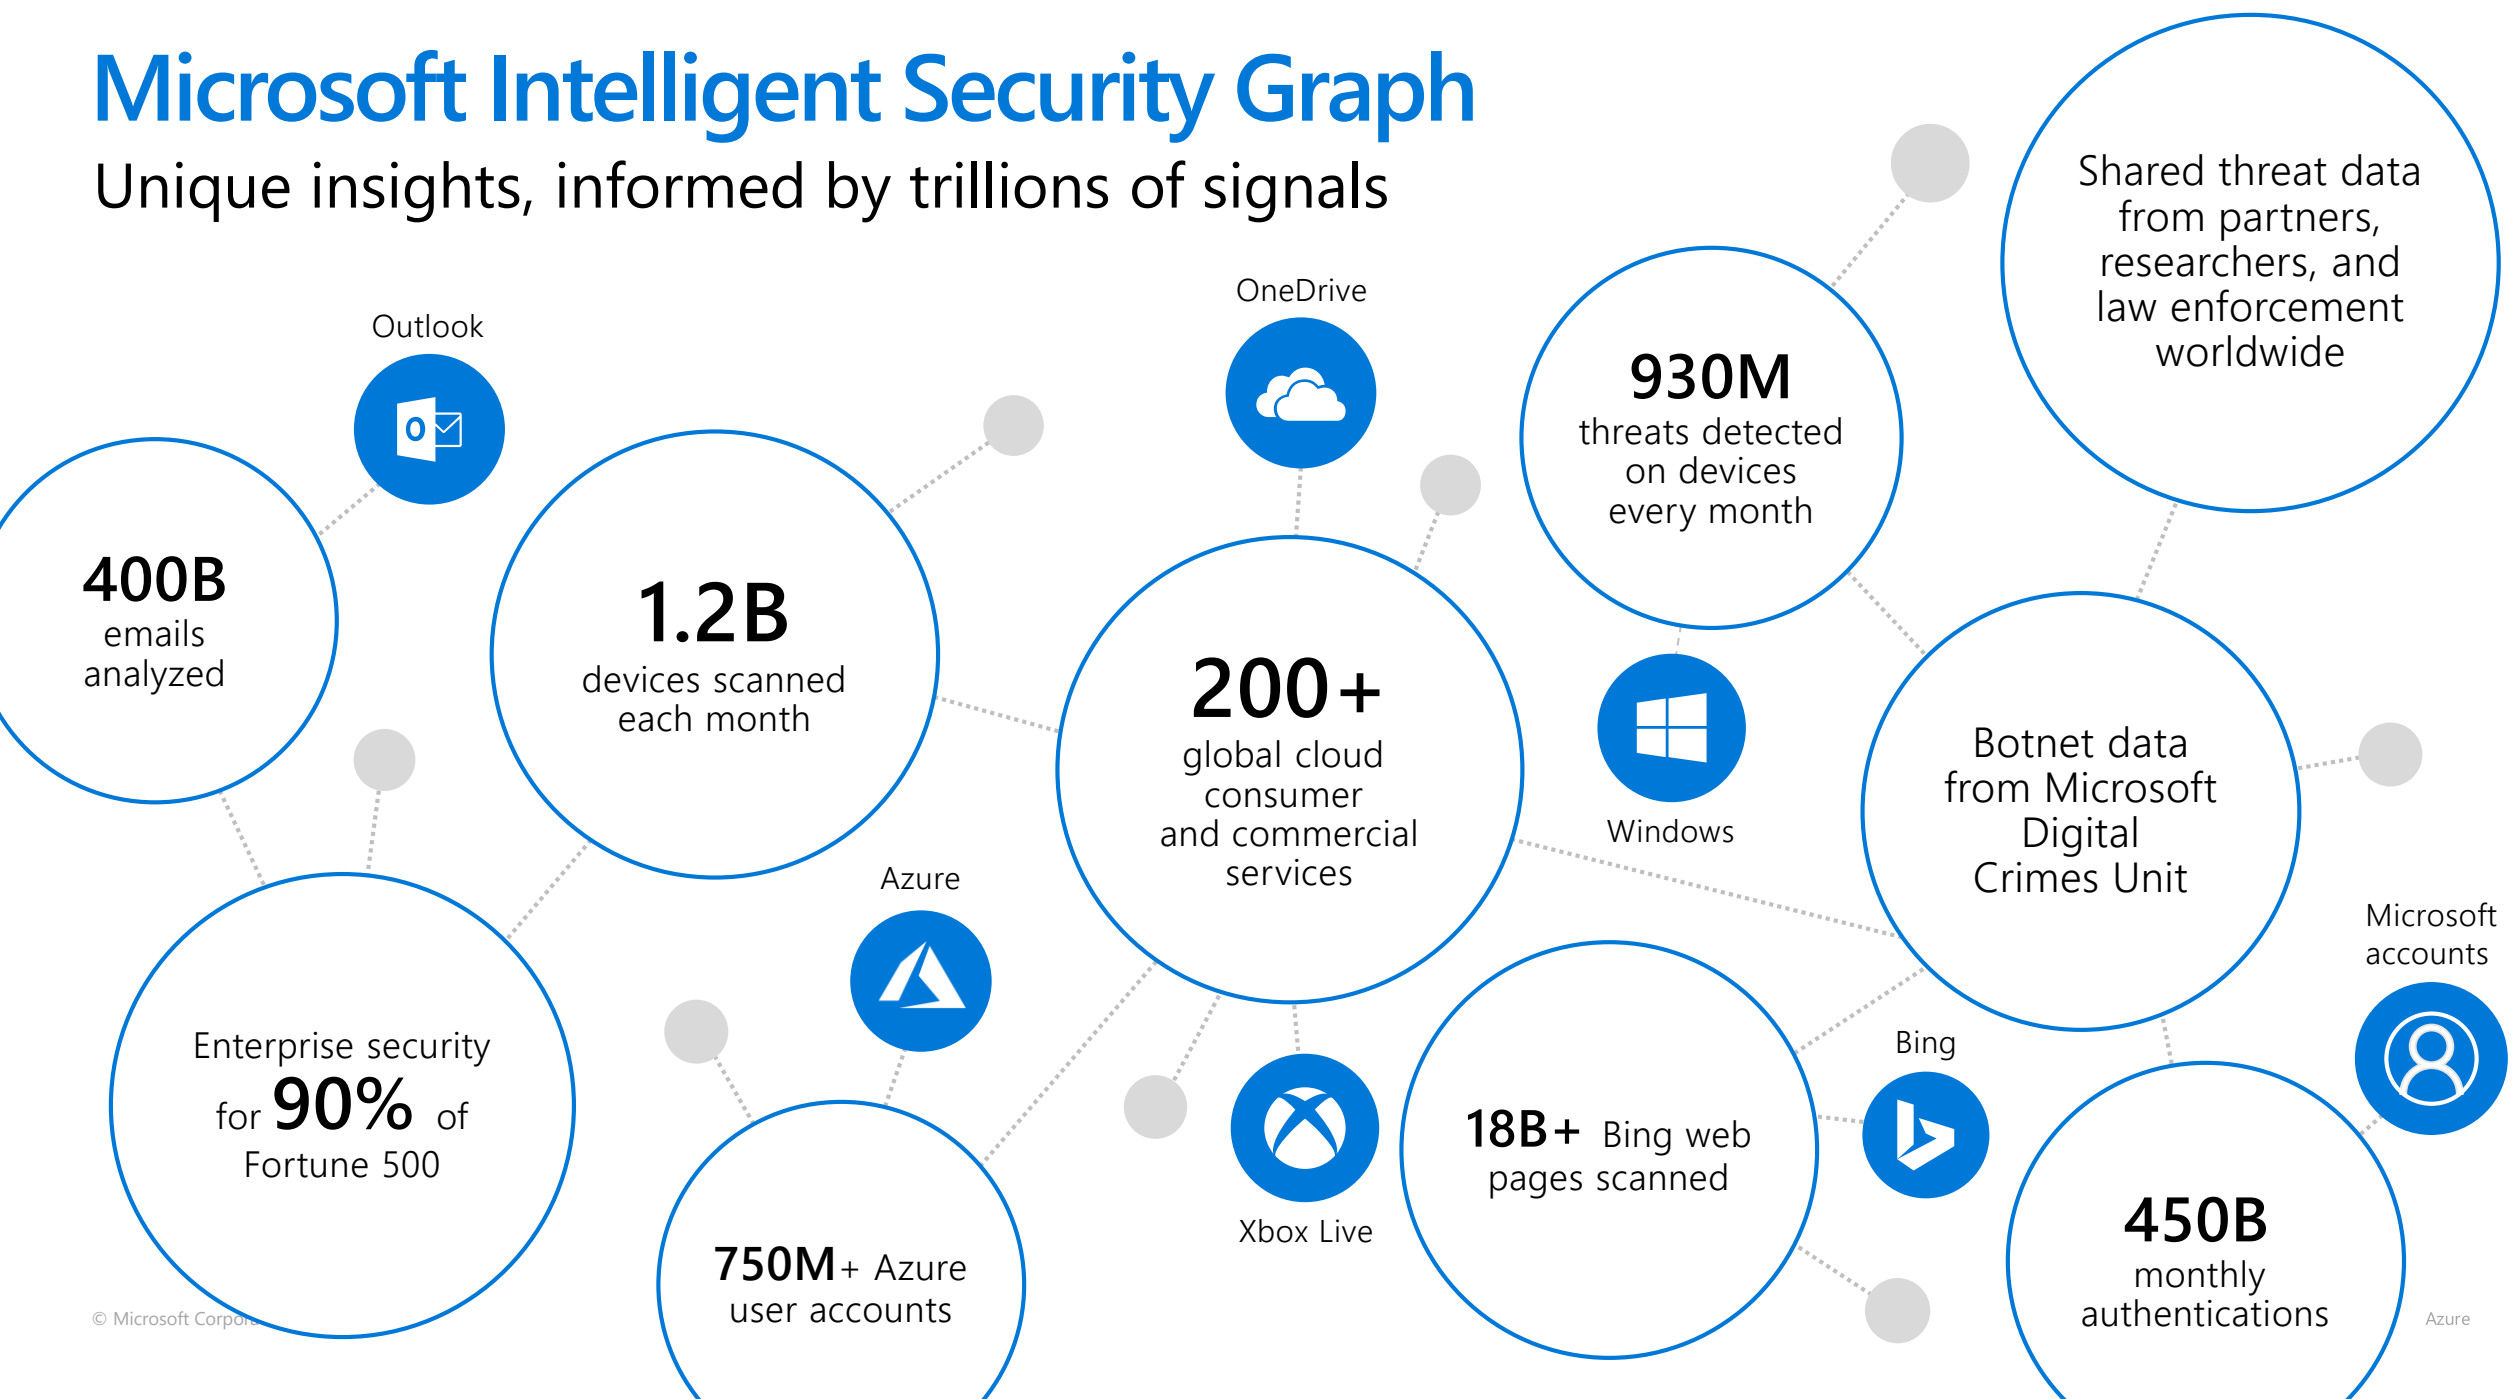 Microsoft Intelligent Security Graph
Unique insights, informed by trillions of signals
Outlook
400B
emails
analyzed
1.2B
devices scanned
each month
OneDrive
200+
global cloud
consumer
and commercial
services
930M
threats detected
on devices
every month
Shared threat data
from partners,
researchers, and
law enforcement
worldwide
Windows
Botnet data
from Microsoft
Digital
Crimes Unit
Microsoft
accounts
Azure
Enterprise security
for 90% of
Fortune 500
750M+ Azure
user accounts
Xbox Live
18B+ Bing web
pages scanned
Bing
450B
monthly
authentications
© Microsoft
Azure